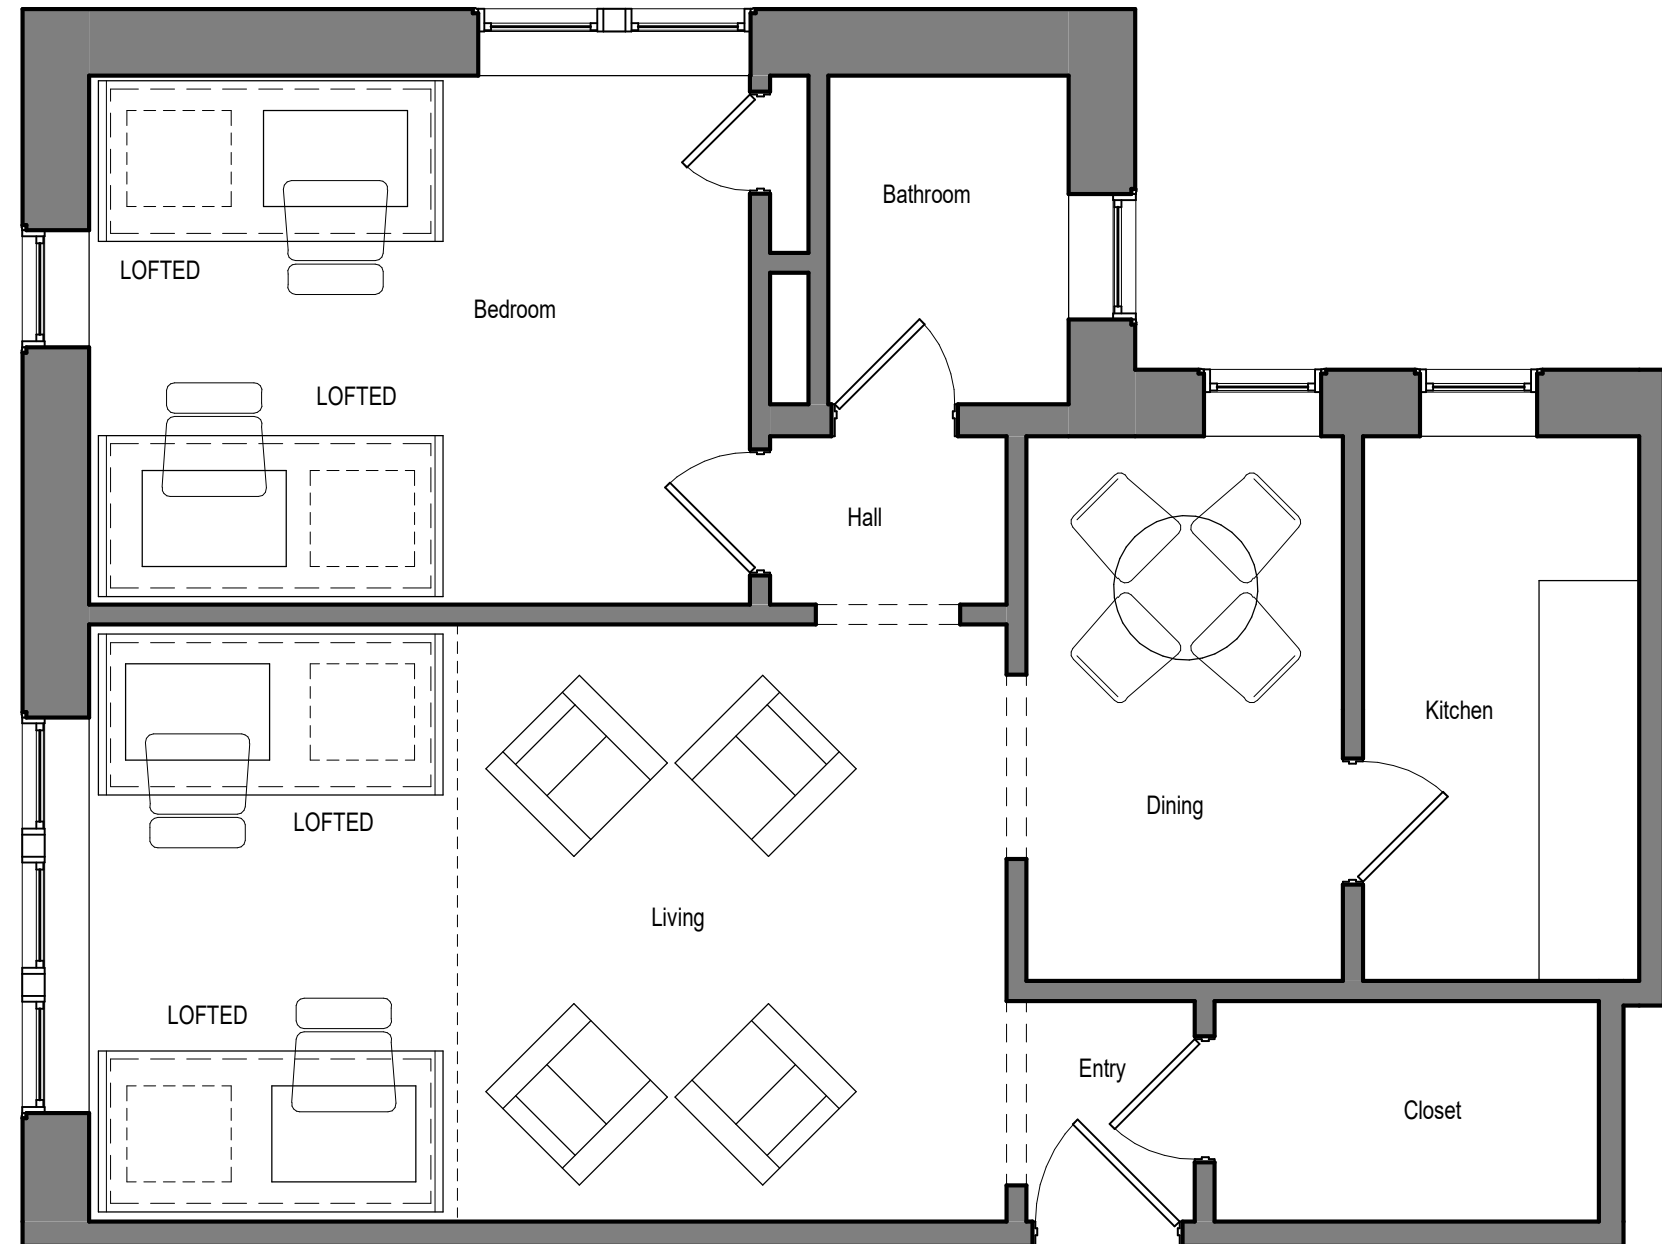 Bathroom
LOFTED
Bedroom
LOFTED
Hall
Kitchen
Dining
LOFTED
Living
LOFTED
Entry
Closet